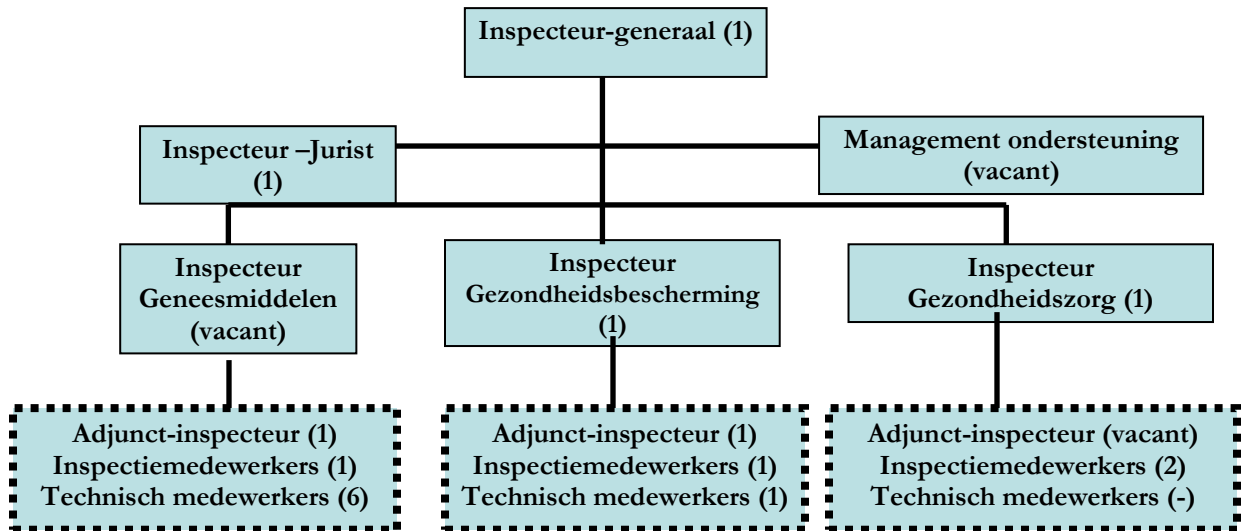 Inspecteur-generaal (1)
Inspecteur –Jurist
(1)
Management ondersteuning
(vacant)
Inspecteur
Geneesmiddelen
(vacant)
Inspecteur
Gezondheidsbescherming
(1)
Inspecteur
Gezondheidszorg (1)
Adjunct-inspecteur (1)
Inspectiemedewerkers (1)
Technisch medewerkers (6)
Adjunct-inspecteur (1)
Inspectiemedewerkers (1)
Technisch medewerkers (1)
Adjunct-inspecteur (vacant)
Inspectiemedewerkers (2)
Technisch medewerkers (-)